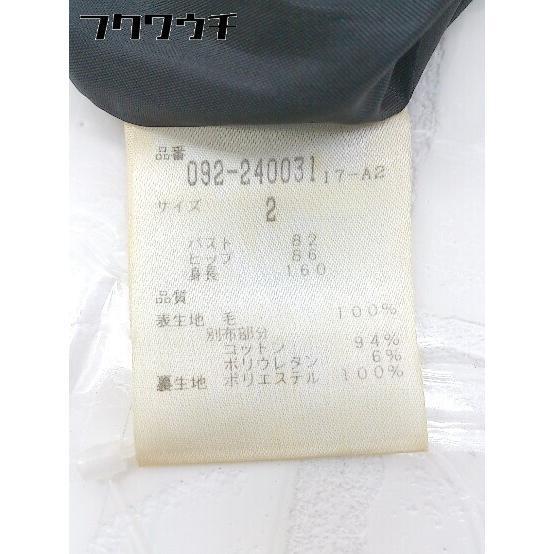 フクワウチ
品番
092-240031 17-A2
サイズ 2
バスト 82
ヒップ 86
身長 160
品質
表生地 毛 100%
別布部分
コットン 94%
ポリウレタン 6%
裏生地 ポリエステル 100%